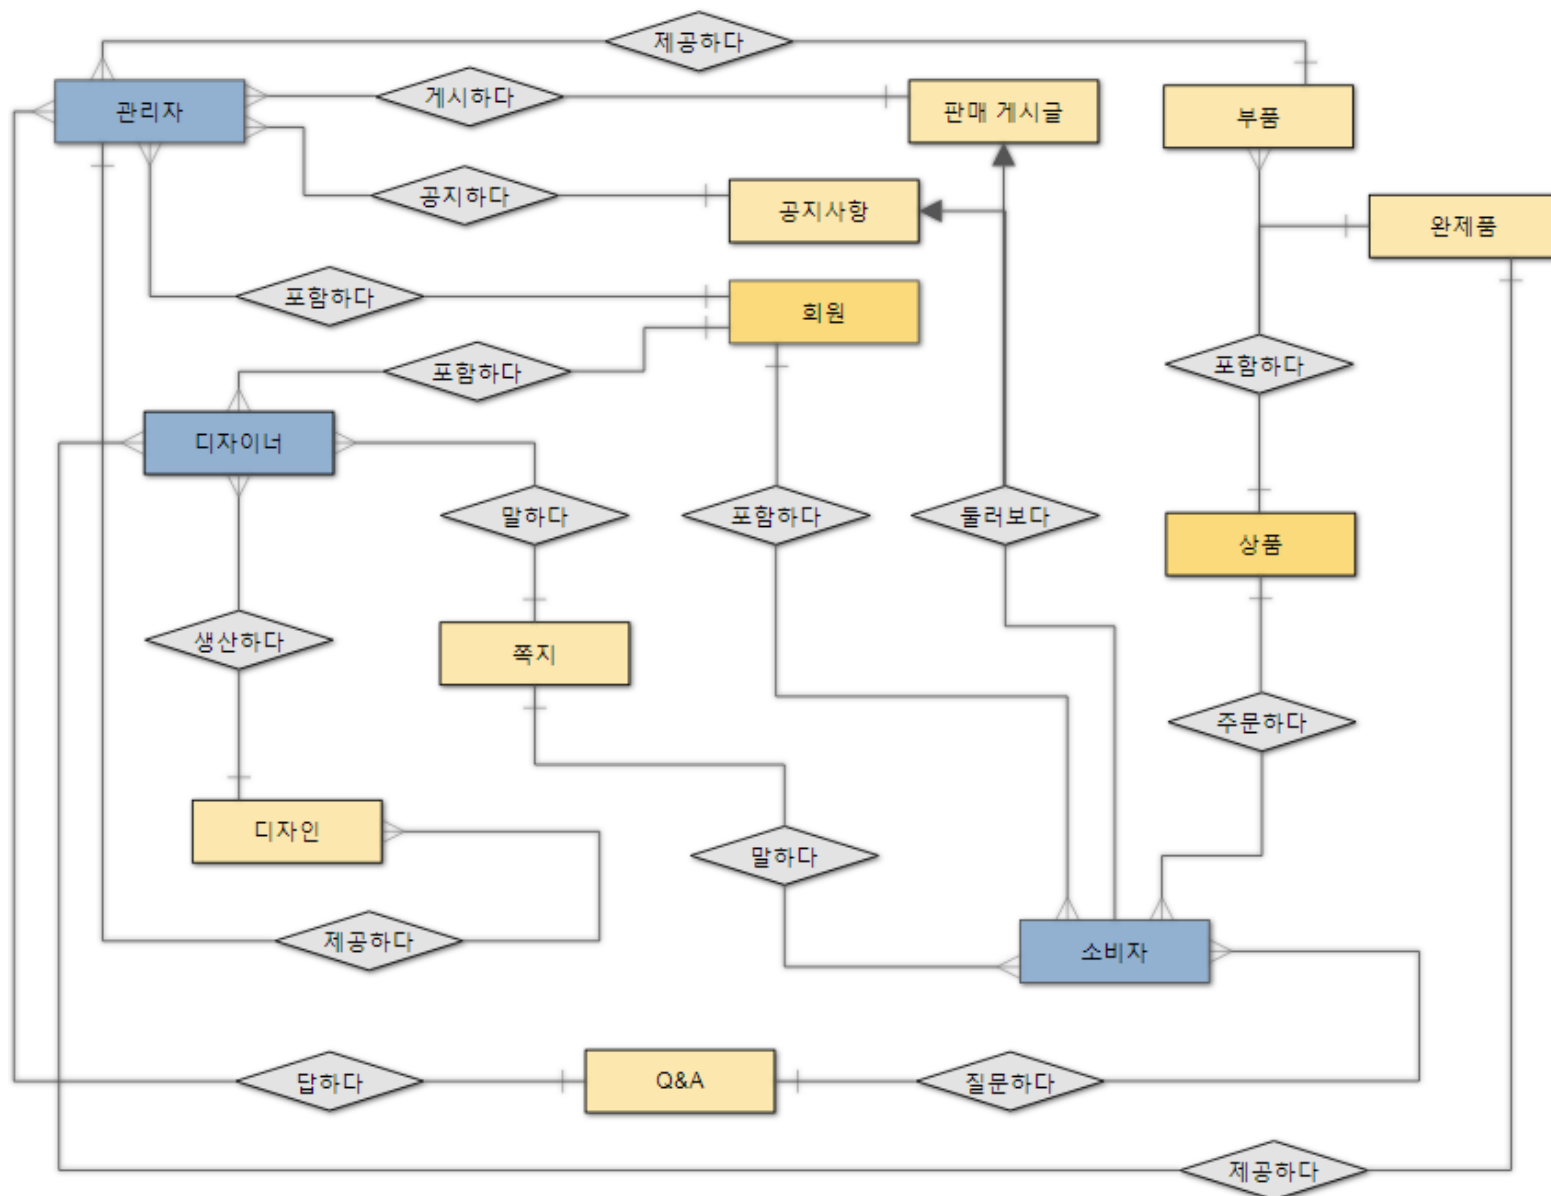 제공하다
관리자
게시하다
판매 게시글
부품
공지하다
공지사항
완제품
포함하다
회원
포함하다
포함하다
디자이너
말하다
포함하다
둘러보다
상품
생산하다
쪽지
주문하다
디자인
말하다
제공하다
소비자
답하다
Q&A
질문하다
제공하다